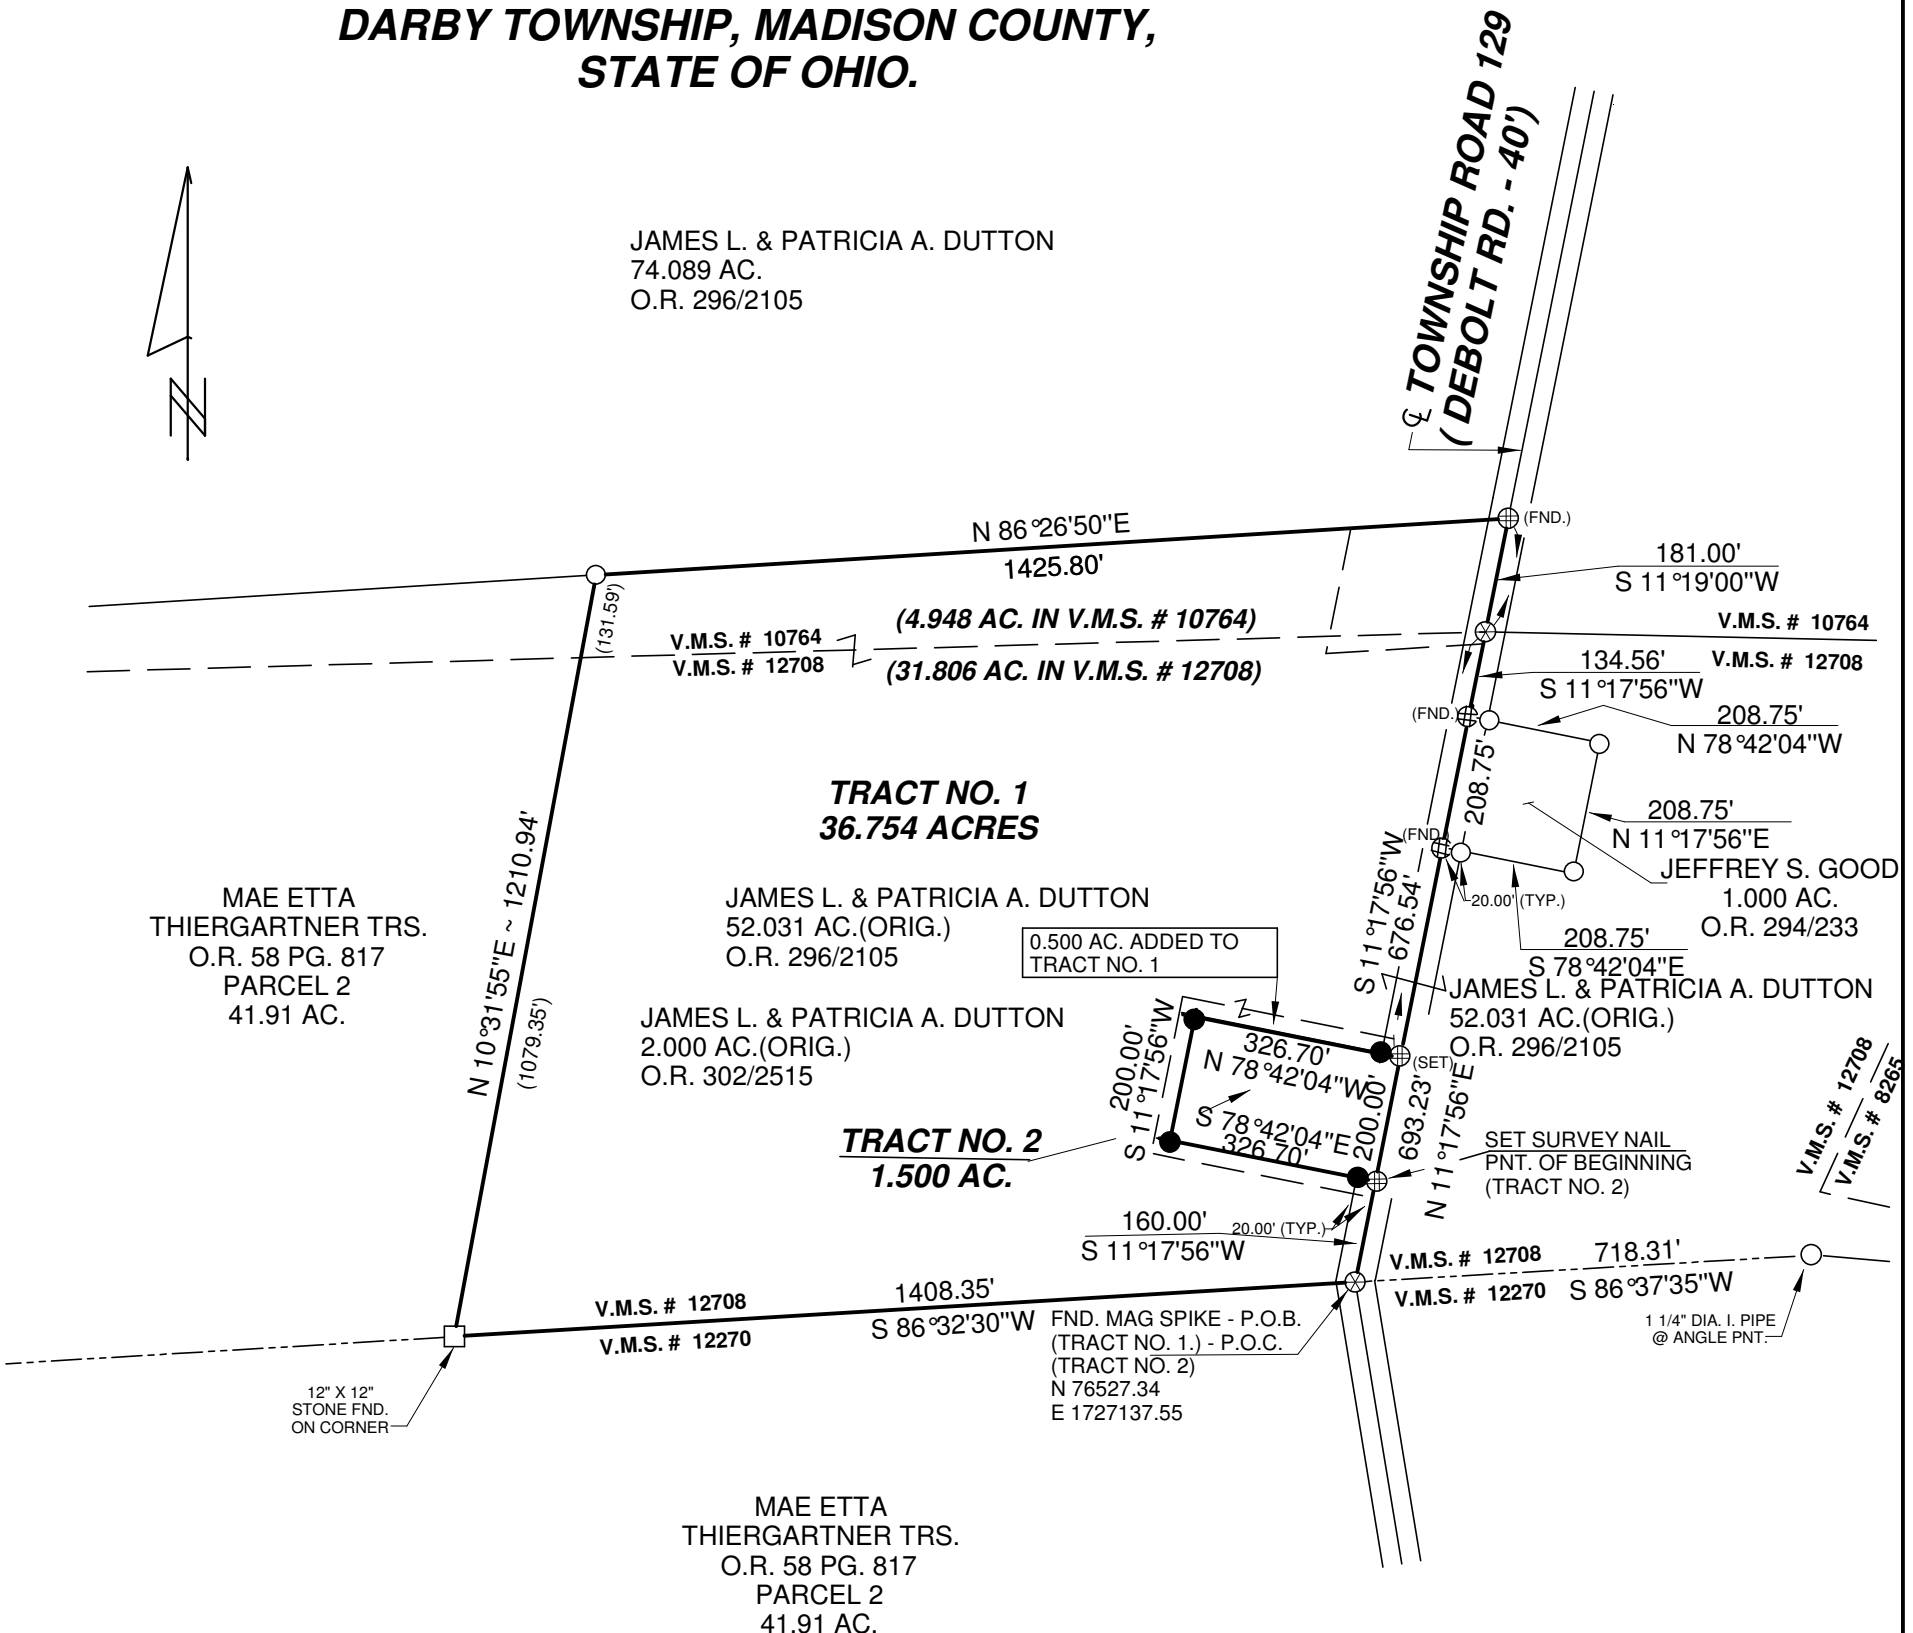 DARBY TOWNSHIP, MADISON COUNTY,
STATE OF OHIO.
℄ TOWNSHIP ROAD 129
( DEBOLT RD. - 40')
JAMES L. & PATRICIA A. DUTTON
74.089 AC.
O.R. 296/2105
N
N 86°26'50"E
1425.80'
(FND.)
181.00'
S 11°19'00"W
(131.59')
(4.948 AC. IN V.M.S. # 10764)
V.M.S. # 10764
V.M.S. # 12708
(31.806 AC. IN V.M.S. # 12708)
V.M.S. # 10764
V.M.S. # 12708
134.56'
S 11°17'56"W
(FND.)
208.75'
N 78°42'04"W
208.75'
208.75'
N 11°17'56"E
TRACT NO. 1
36.754 ACRES
(FND.)
JEFFREY S. GOOD
1.000 AC.
O.R. 294/233
20.00' (TYP.)
208.75'
S 78°42'04"E
S 11°17'56"W
676.54'
N 10°31'55"E ~ 1210.94'
(1079.35')
MAE ETTA
THIERGARTNER TRS.
O.R. 58 PG. 817
PARCEL 2
41.91 AC.
JAMES L. & PATRICIA A. DUTTON
52.031 AC.(ORIG.)
O.R. 296/2105
0.500 AC. ADDED TO
TRACT NO. 1
JAMES L. & PATRICIA A. DUTTON
52.031 AC.(ORIG.)
O.R. 296/2105
JAMES L. & PATRICIA A. DUTTON
2.000 AC.(ORIG.)
O.R. 302/2515
200.00'
S 11°17'56"W
326.70'
N 78°42'04"W
(SET)
S 78°42'04"E
326.70'
200.00'
693.23'
N 11°17'56"E
V.M.S. # 12708
V.M.S. # 8265
TRACT NO. 2
1.500 AC.
SET SURVEY NAIL
PNT. OF BEGINNING
(TRACT NO. 2)
160.00'
S 11°17'56"W
20.00' (TYP.)
V.M.S. # 12708
V.M.S. # 12270
718.31'
S 86°37'35"W
V.M.S. # 12708
V.M.S. # 12270
1408.35'
S 86°32'30"W
FND. MAG SPIKE - P.O.B.
(TRACT NO. 1.) - P.O.C.
(TRACT NO. 2)
N 76527.34
E 1727137.55
1 1/4" DIA. I. PIPE
@ ANGLE PNT.
12" X 12"
STONE FND.
ON CORNER
MAE ETTA
THIERGARTNER TRS.
O.R. 58 PG. 817
PARCEL 2
41.91 AC.